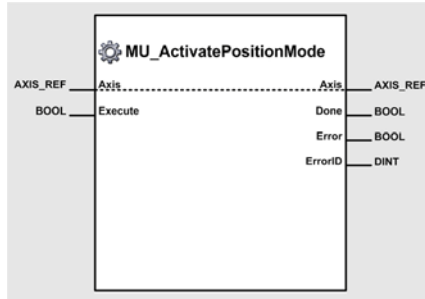 MU_ActivatePositionMode
AXIS_REF Axis Axis AXIS_REF
BOOL Execute Done BOOL
Error BOOL
ErrorID DINT